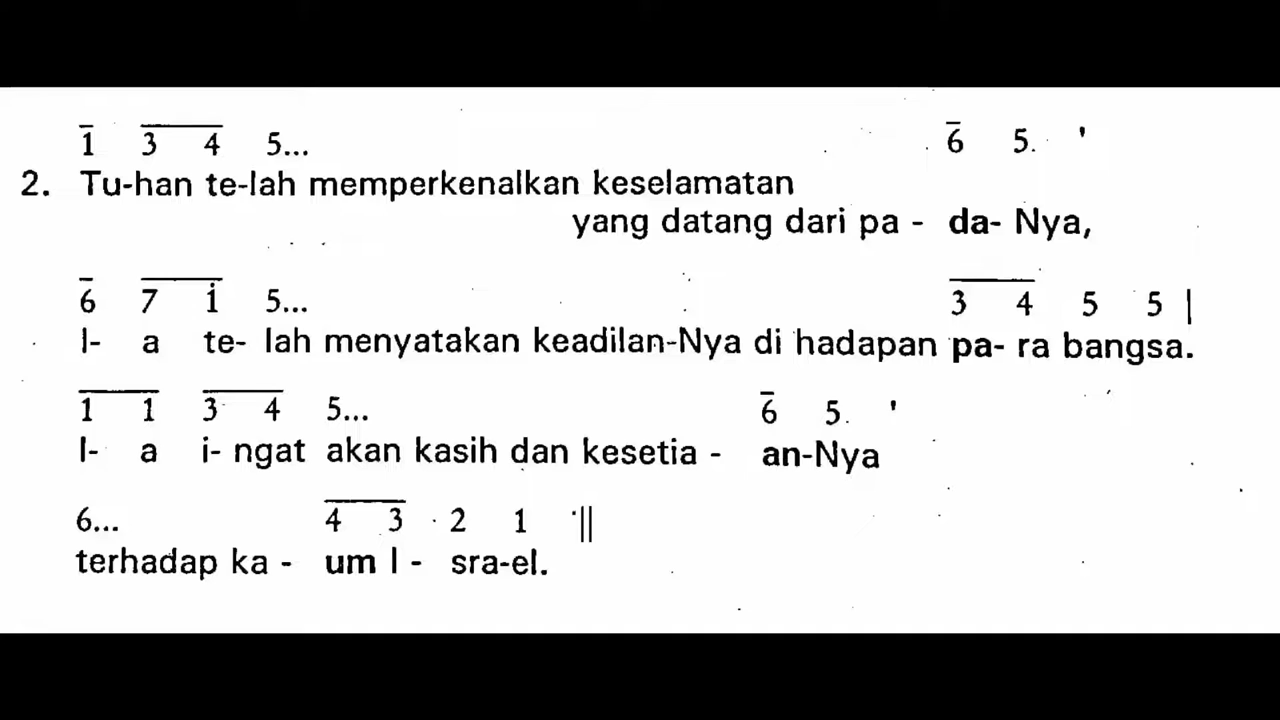 1 3 4 5... 6 5. '
2. Tu-han te-lah memperkenalkan keselamatan
yang datang dari pa - da- Nya,
6 7 i 5... 3 4 5 5 |
I- a te- lah menyatakan keadilan-Nya di hadapan pa- ra bangsa.
1 1 3 4 5... 6 5. '
I- a i- ngat akan kasih dan kesetia - an-Nya
6... 4 3 2 1 ||
terhadap ka - um I - sra-el.